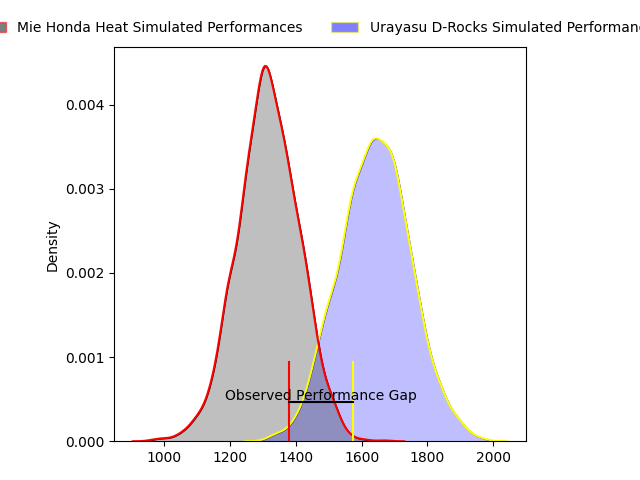 Mie Honda Heat Simulated Performances
Urayasu D-Rocks Simulated
Density
0.004
0.003
0.002
0.001
0.000
Observed Performance Gap
1000 1200 1400 1600 1800 2000